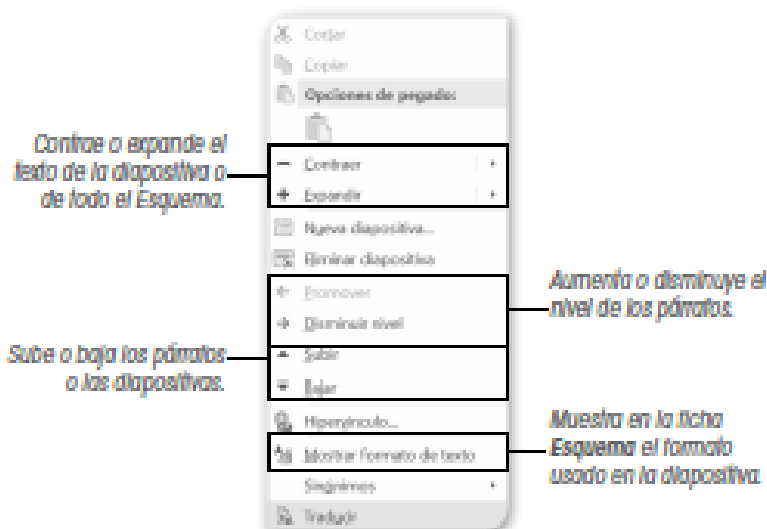 Cortar
Copiar
Opciones de pegado:
Contrae o expande el
texto de la diapositiva o
de todo el Esquema.
Contraer
Expandir
Nueva diapositiva...
Eliminar diapositiva
Promover
Disminuir nivel
Aumenta o disminuye el
nivel de los párrafos.
Sube o baja los párrafos
o las diapositivas.
Subir
Bajar
Hipervínculo...
Mostrar formato de texto
Muestra en la ficha
Esquema el formato
usado en la diapositiva.
Sinónimos
Traducir